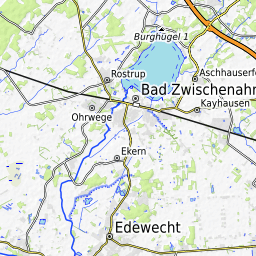 Burghügel 1
Rostrup
Aschhauserfe
Bad Zwischenahn
Kayhausen
Ohrwege
Ekern
Edewecht